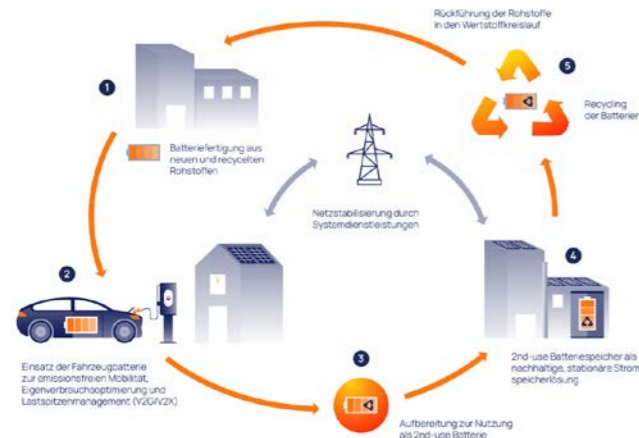 Rückführung der Rohstoffe
in den Wertstoffkreislauf
5
Recycling
der Batterien
1
Batteriefertigung aus
neuen und recycelten
Rohstoffen
Netzstabilisierung durch
Systemdienstleistungen
2
Einsatz der Fahrzeugbatterie
zur emissionsfreien Mobilität,
Eigenverbrauchsoptimierung und
Lastspitzenmanagement (V2G/V2X)
3
Aufbereitung zur Nutzung
als 2nd-use Batterie
4
2nd-use Batteriespeicher als
nachhaltige, stationäre Strom
speicherlösung